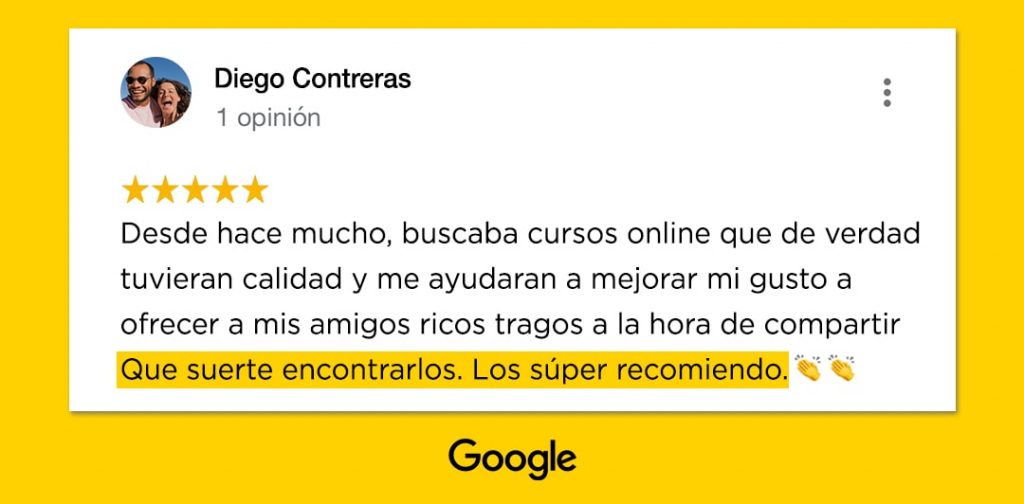 Diego Contreras
1 opinión
Desde hace mucho, buscaba cursos online que de verdad
tuvieran calidad y me ayudaran a mejorar mi gusto a
ofrecer a mis amigos ricos tragos a la hora de compartir
Que suerte encontrarlos. Los súper recomiendo. 👏 👏
Google